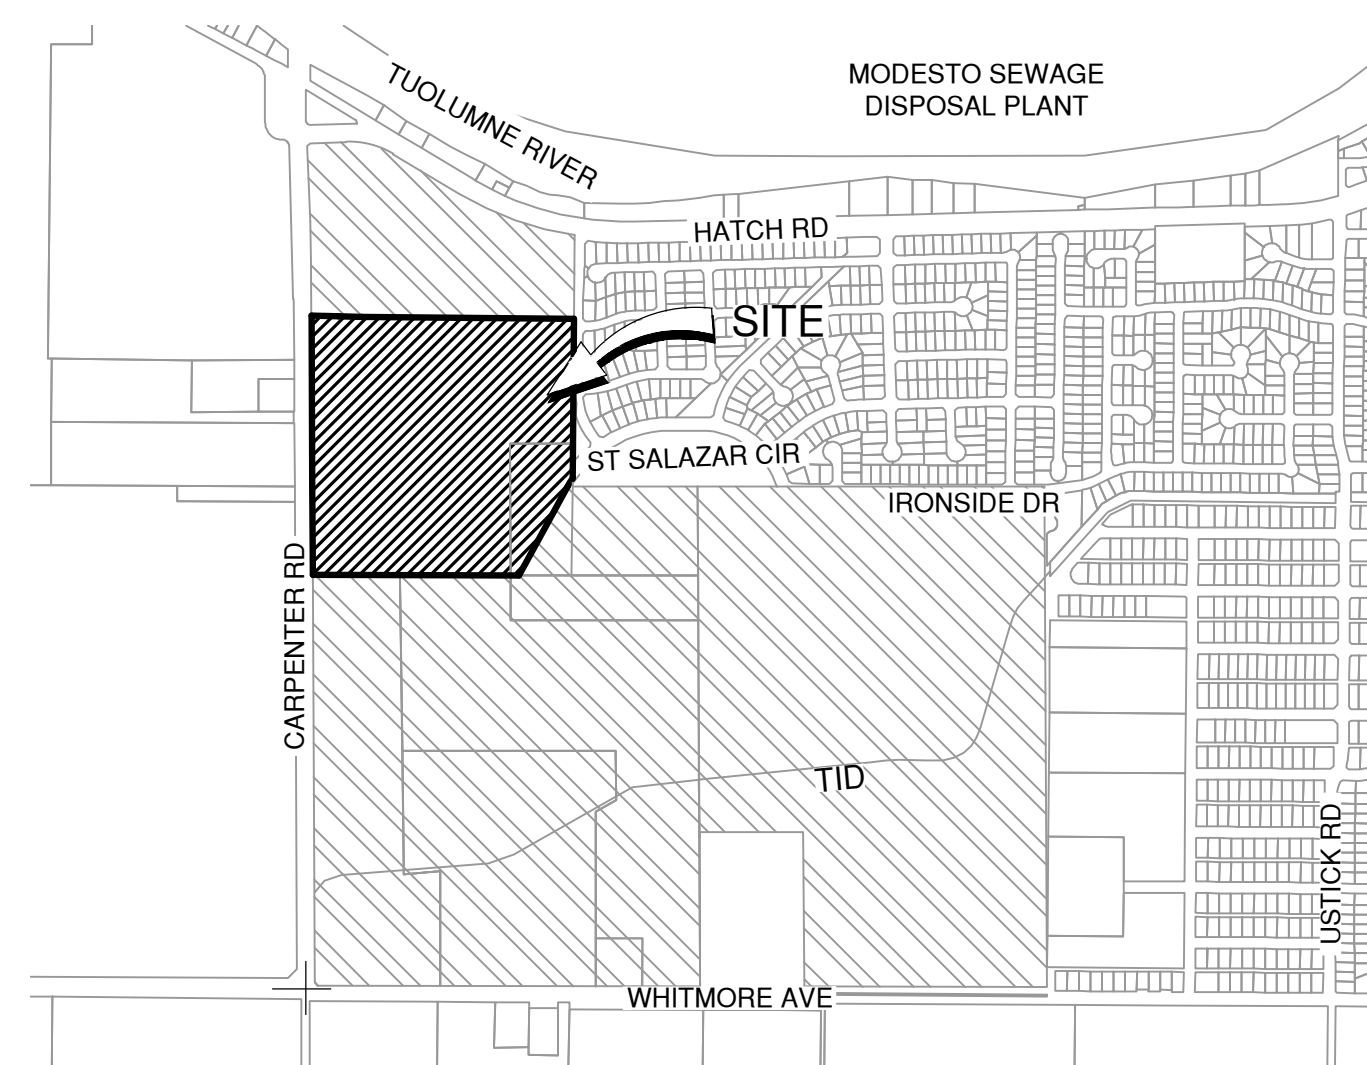 MODESTO SEWAGE
DISPOSAL PLANT
TUOLUMNE RIVER
HATCH RD
SITE
ST SALAZAR CIR
IRONSIDE DR
CARPENTER RD
TID
USTICK RD
WHITMORE AVE